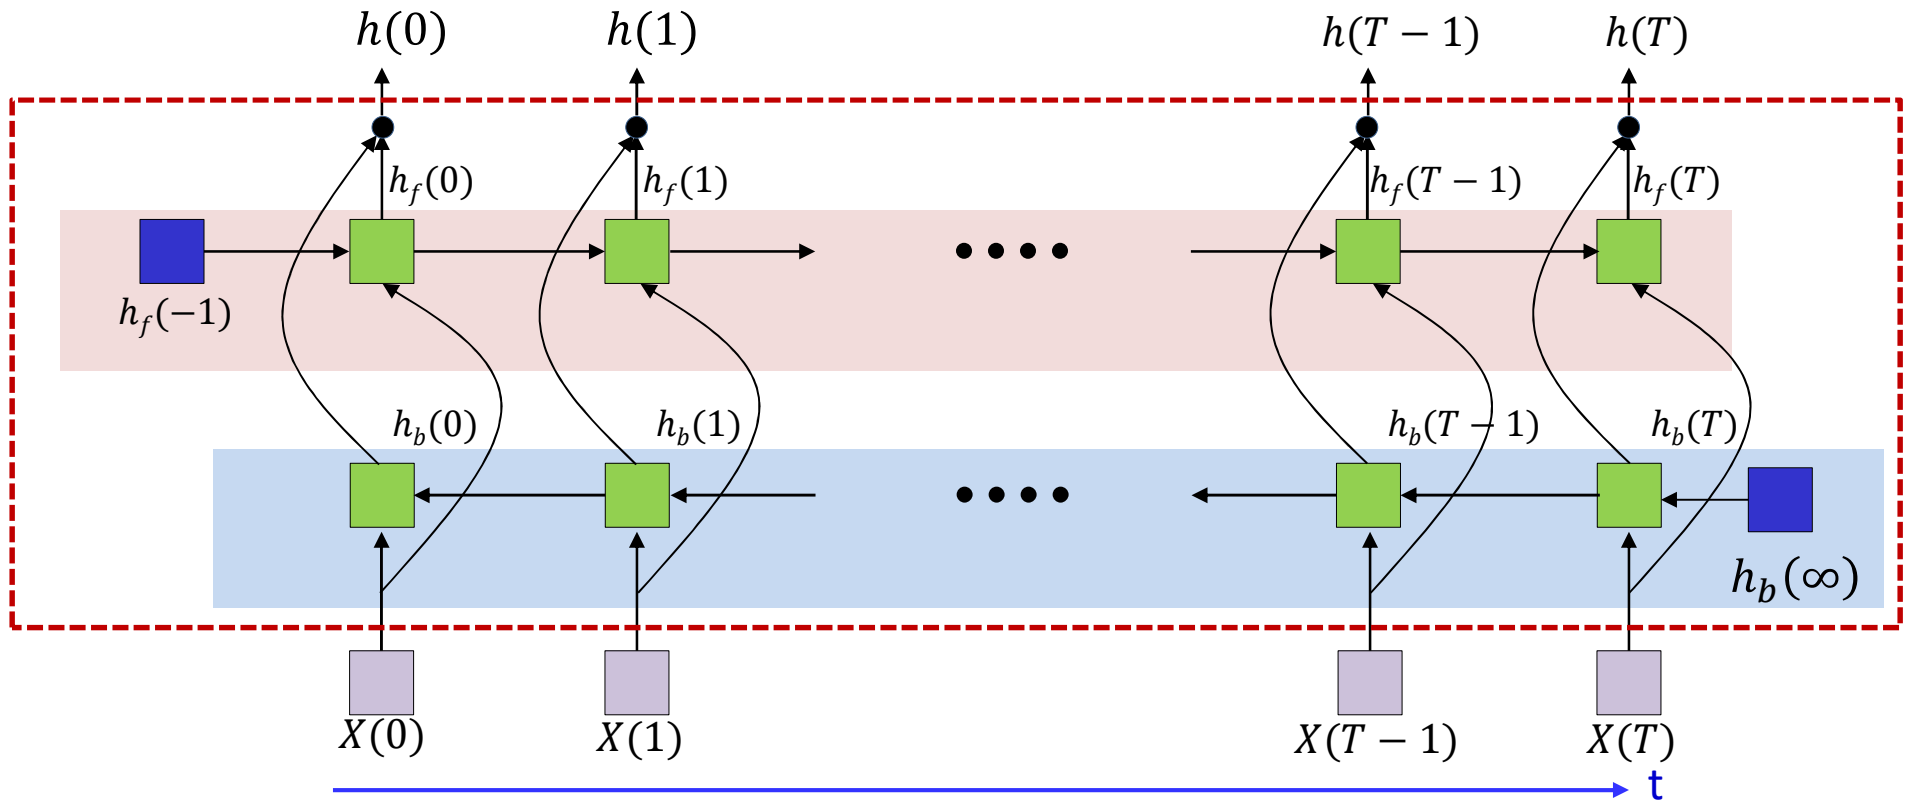 h(0) h(1) h(T − 1) h(T)
h_f(0) h_f(1) h_f(T − 1) h_f(T)
h_f(−1)
h_b(0) h_b(1) h_b(T − 1) h_b(T)
h_b(∞)
X(0) X(1) X(T − 1) X(T)
t